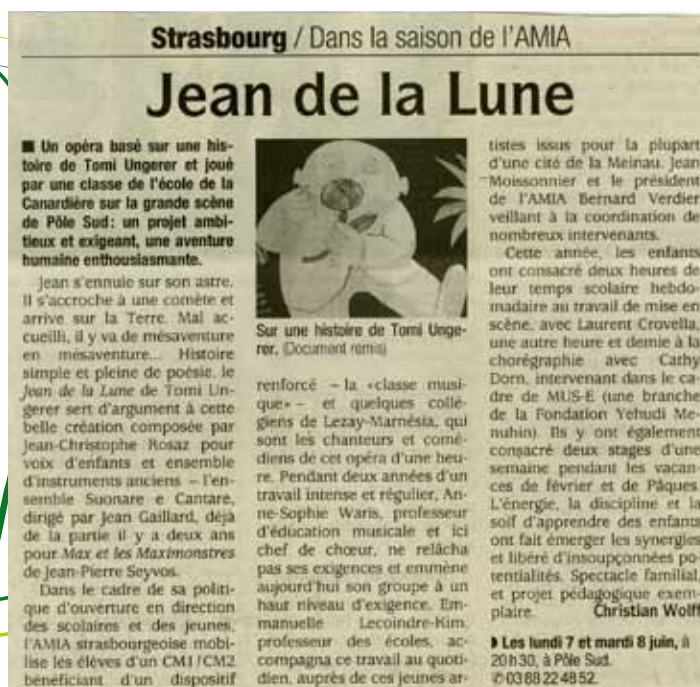 Strasbourg / Dans la saison de l'AMIA
Jean de la Lune
■ Un opéra basé sur une his-
toire de Tomi Ungerer et joué
par une classe de l'école de la
Canardière sur la grande scène
de Pôle Sud: un projet ambi-
tieux et exigeant, une aventure
humaine enthousiasmante.
Jean s'ennuie sur son astre.
Il s'accroche à une comète et
arrive sur la Terre. Mal ac-
cueilli, il y va de mésaventure
en mésaventure... Histoire
simple et pleine de poésie, le
Jean de la Lune de Tomi Un-
gerer sert d'argument à cette
belle création composée par
Jean-Christophe Rosaz pour
voix d'enfants et ensemble
d'instruments anciens – l'en-
semble Suonare e Cantare,
dirigé par Jean Gaillard, déjà
de la partie il y a deux ans
pour Max et les Maximonstres
de Jean-Pierre Seyvos.
Dans le cadre de sa politi-
que d'ouverture en direction
des scolaires et des jeunes,
l'AMIA strasbourgeoise mobi-
lise les élèves d'un CM1/CM2
bénéficiant d'un dispositif
Sur une histoire de Tomi Unge-
rer. (Document remis)
renforcé – la «classe musi-
que» – et quelques collé-
giens de Lezay-Marnésia, qui
sont les chanteurs et comé-
diens de cet opéra d'une heu-
re. Pendant deux années d'un
travail intense et régulier, An-
ne-Sophie Waris, professeur
d'éducation musicale et ici
chef de chœur, ne relâcha
pas ses exigences et emmène
aujourd'hui son groupe à un
haut niveau d'exigence. Em-
manuelle Lecoindre-Kim,
professeur des écoles, ac-
compagna ce travail au quoti-
dien, auprès de ces jeunes ar-
tistes issus pour la plupart
d'une cité de la Meinau. Jean
Moissonnier et le président
de l'AMIA Bernard Verdier
veillant à la coordination de
nombreux intervenants.
Cette année, les enfants
ont consacré deux heures de
leur temps scolaire hebdo-
madaire au travail de mise en
scène, avec Laurent Crovella,
une autre heure et demie à la
chorégraphie avec Cathy
Dorn, intervenant dans le ca-
dre de MUS-E (une branche
de la Fondation Yehudi Me-
nuhin). Ils y ont également
consacré deux stages d'une
semaine pendant les vacan-
ces de février et de Pâques.
L'énergie, la discipline et la
soif d'apprendre des enfants
ont fait émerger les synergies
et libéré d'insoupçonnées po-
tentialités. Spectacle familial
et projet pédagogique exem-
plaire. Christian Wolff
◗ Les lundi 7 et mardi 8 juin, à
20h30, à Pôle Sud.
✆ 03 88 22 48 52.